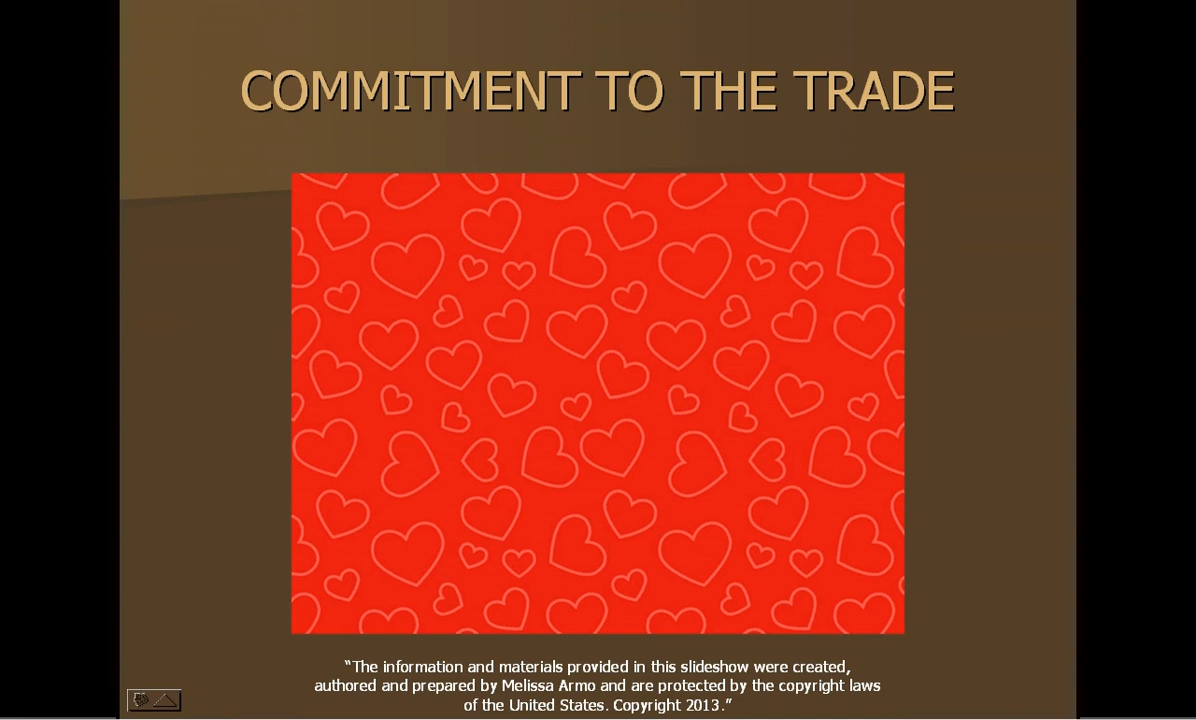 COMMITMENT TO THE TRADE
“The information and materials provided in this slideshow were created,
authored and prepared by Melissa Armo and are protected by the copyright laws
of the United States. Copyright 2013.”